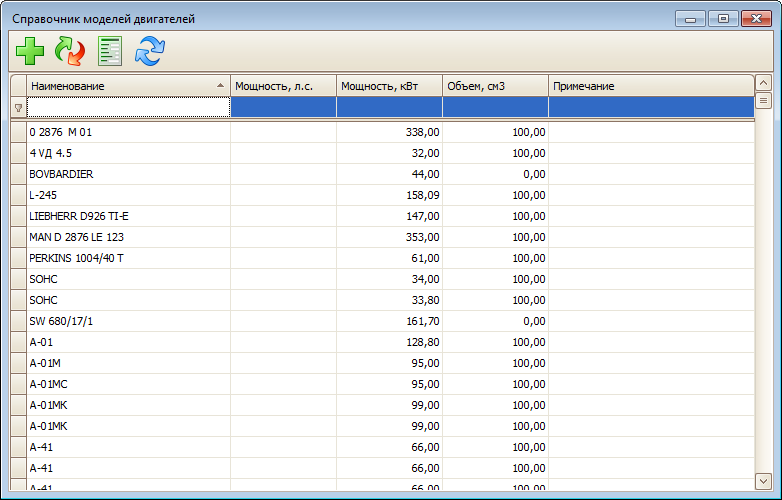 Справочник моделей двигателей
Наименование Мощность, л.с. Мощность, кВт Объем, см3 Примечание
0 2876 М 01 338,00 100,00
4 VД 4.5 32,00 100,00
BOVBARDIER 44,00 0,00
L-245 158,09 100,00
LIEBHERR D926 TI-E 147,00 100,00
MAN D 2876 LE 123 353,00 100,00
PERKINS 1004/40 T 61,00 100,00
SOHC 34,00 100,00
SOHC 33,80 100,00
SW 680/17/1 161,70 0,00
А-01 128,80 100,00
А-01М 95,00 100,00
А-01МС 95,00 100,00
А-01МК 99,00 100,00
А-01МК 99,00 100,00
А-41 66,00 100,00
А-41 66,00 100,00
А-41 66,00 100,00